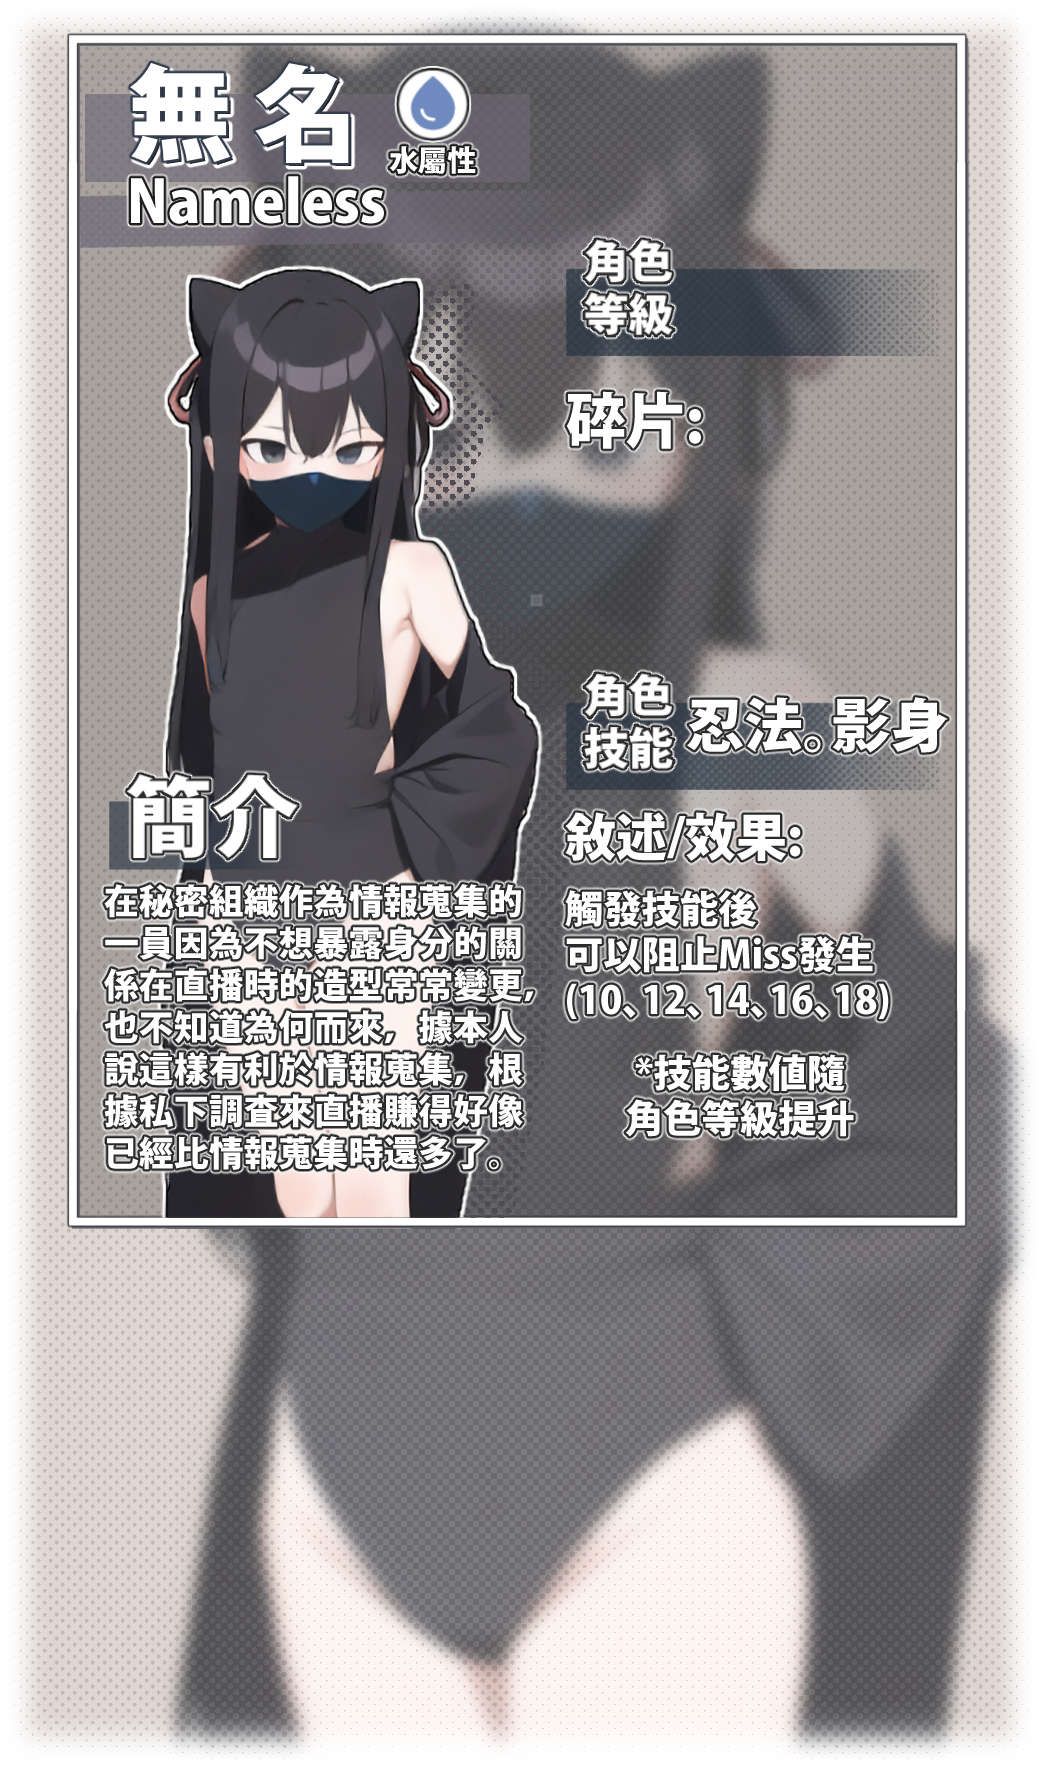 無名
水屬性
Nameless
角色
等級
碎片:
角色
技能
忍法。影身
敘述/效果:
觸發技能後
可以阻止Miss發生
(10、12、14、16、18)
*技能數值隨
角色等級提升
簡介
在秘密組織作為情報蒐集的
一員因為不想暴露身分的關
係在直播時的造型常常變更,
也不知道為何而來，據本人
說這樣有利於情報蒐集，根
據私下調查來直播賺得好像
已經比情報蒐集時還多了。